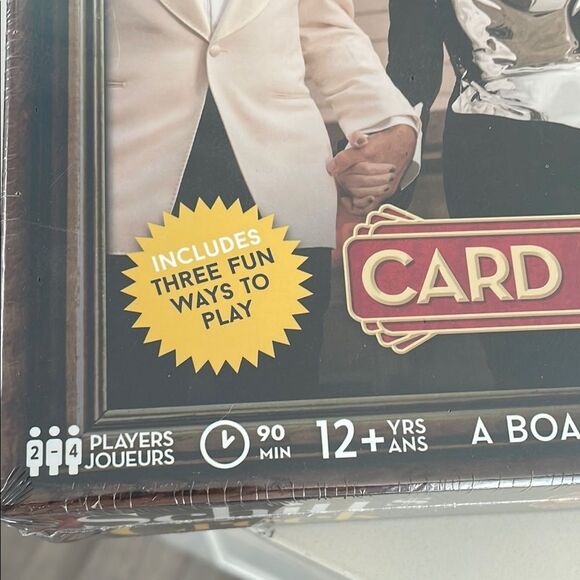 INCLUDES
THREE FUN
WAYS TO
PLAY
CARD
2 - 4
PLAYERS
JOUEURS
90
MIN
12+ YRS
ANS
A BOA